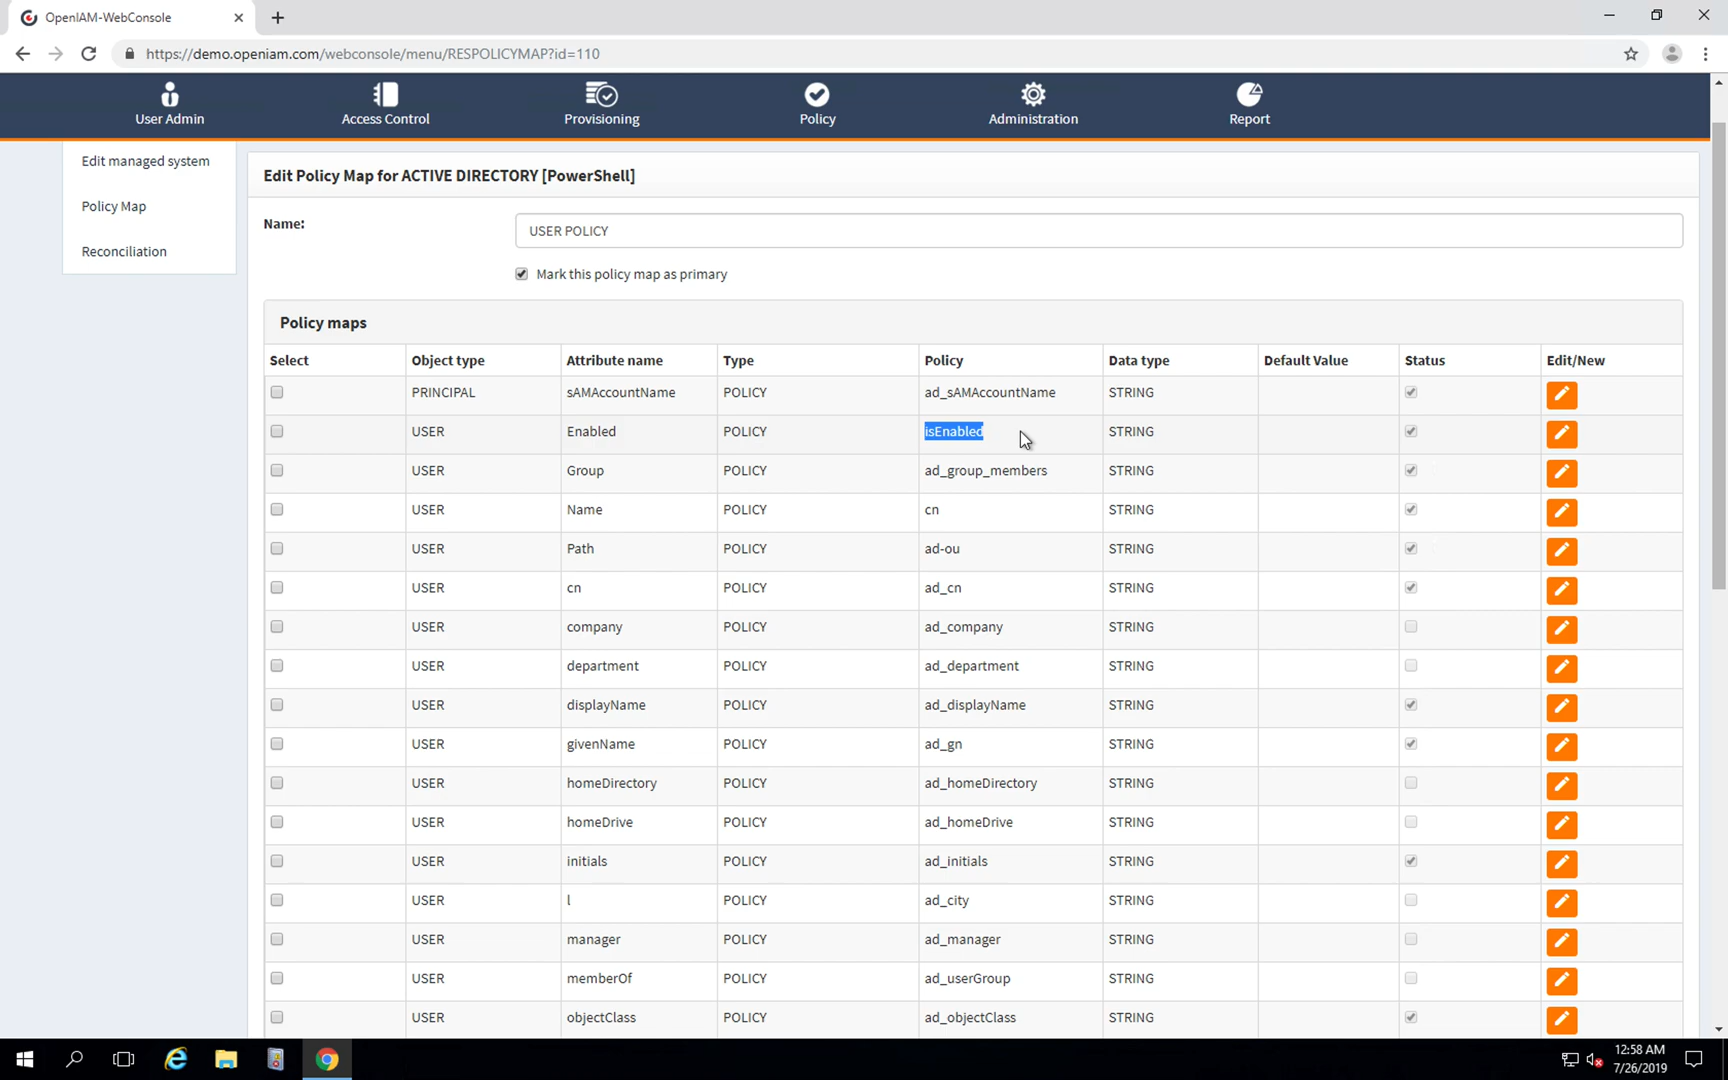 OpenIAM-WebConsole
https://demo.openiam.com/webconsole/menu/RESPOLICYMAP?id=110
User Admin Access Control Provisioning Policy Administration Report
Edit managed system
Policy Map
Reconciliation
Edit Policy Map for ACTIVE DIRECTORY [PowerShell]
Name: USER POLICY
Mark this policy map as primary
Policy maps
Select Object type Attribute name Type Policy Data type Default Value Status Edit/New
PRINCIPAL sAMAccountName POLICY ad_sAMAccountName STRING
USER Enabled POLICY isEnabled STRING
USER Group POLICY ad_group_members STRING
USER Name POLICY cn STRING
USER Path POLICY ad-ou STRING
USER cn POLICY ad_cn STRING
USER company POLICY ad_company STRING
USER department POLICY ad_department STRING
USER displayName POLICY ad_displayName STRING
USER givenName POLICY ad_gn STRING
USER homeDirectory POLICY ad_homeDirectory STRING
USER homeDrive POLICY ad_homeDrive STRING
USER initials POLICY ad_initials STRING
USER l POLICY ad_city STRING
USER manager POLICY ad_manager STRING
USER memberOf POLICY ad_userGroup STRING
USER objectClass POLICY ad_objectClass STRING
12:58 AM
7/26/2019